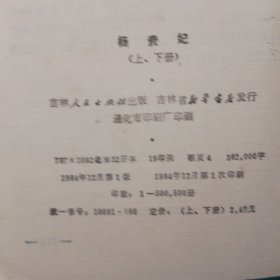 杨贵妃
(上、下册)
吉林人民出版社出版 吉林省新华书店发行
通化市印刷厂印刷
787×1092毫米32开本 19印张 插页4 382,000字
1984年12月第1版 1984年12月第1次印刷
印数：1—500,500册
统一书号：10091·590 定价：(上、下册) 2.40元